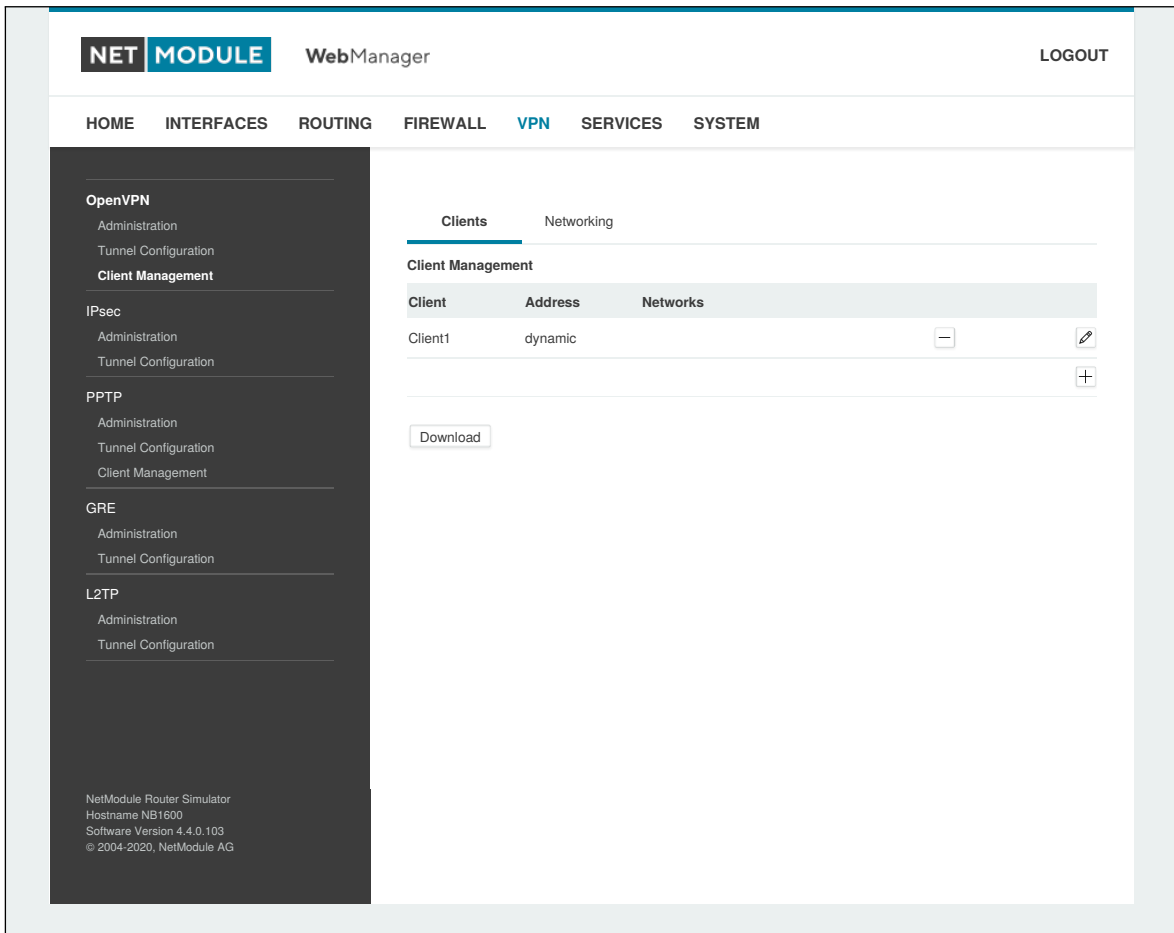 NET MODULE WebManager LOGOUT
HOME INTERFACES ROUTING FIREWALL VPN SERVICES SYSTEM
OpenVPN
Administration
Tunnel Configuration
Client Management
IPsec
Administration
Tunnel Configuration
PPTP
Administration
Tunnel Configuration
Client Management
GRE
Administration
Tunnel Configuration
L2TP
Administration
Tunnel Configuration
NetModule Router Simulator
Hostname NB1600
Software Version 4.4.0.103
© 2004-2020, NetModule AG
Clients Networking
Client Management
Client Address Networks
Client1 dynamic
Download